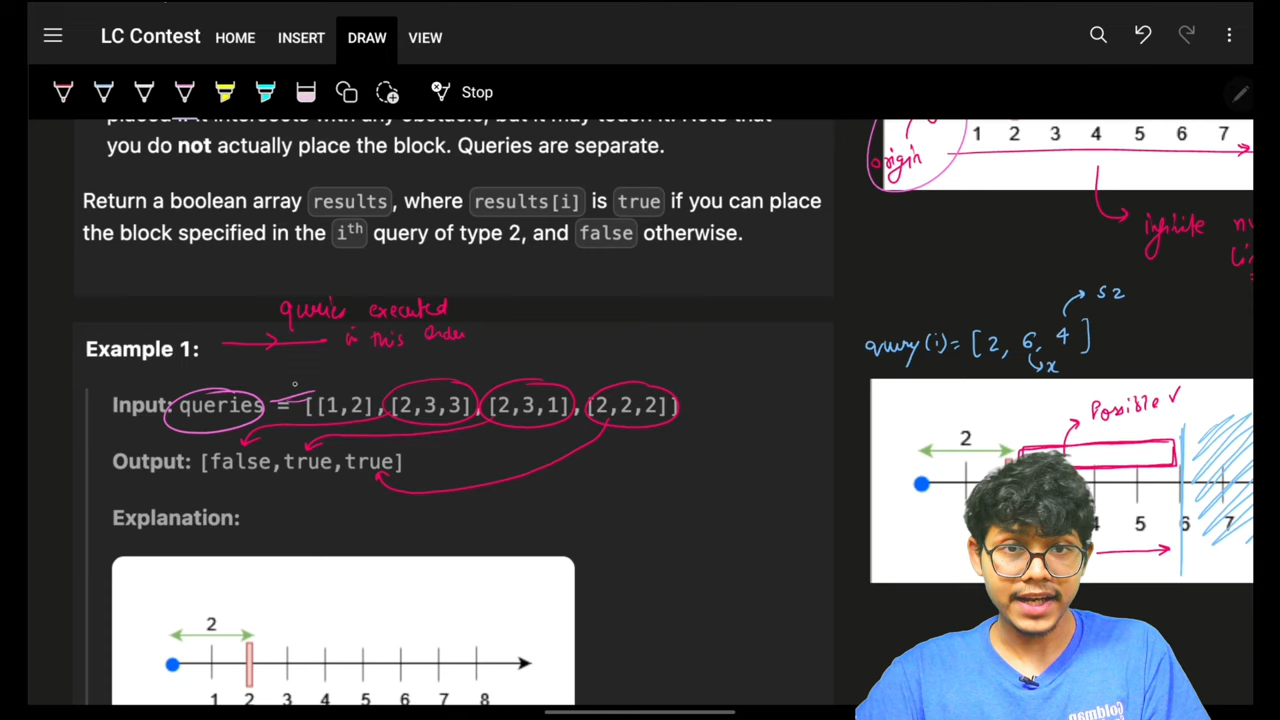 LC Contest HOME INSERT DRAW VIEW
Stop
placed
you do not actually place the block. Queries are separate.
Return a boolean array results, where results[i] is true if you can place
the block specified in the ith query of type 2, and false otherwise.
queries executed
in this order
Example 1:
Input: queries = [[1,2],[2,3,3],[2,3,1],[2,2,2]]
Output: [false,true,true]
Explanation:
2
1 2 3 4 5 6 7 8
1 2 3 4 5 6 7
origin
infinite
query(i)= [2, 6, 4]
sz
x
Possible ✓
2
4 5 6 7
Goldman